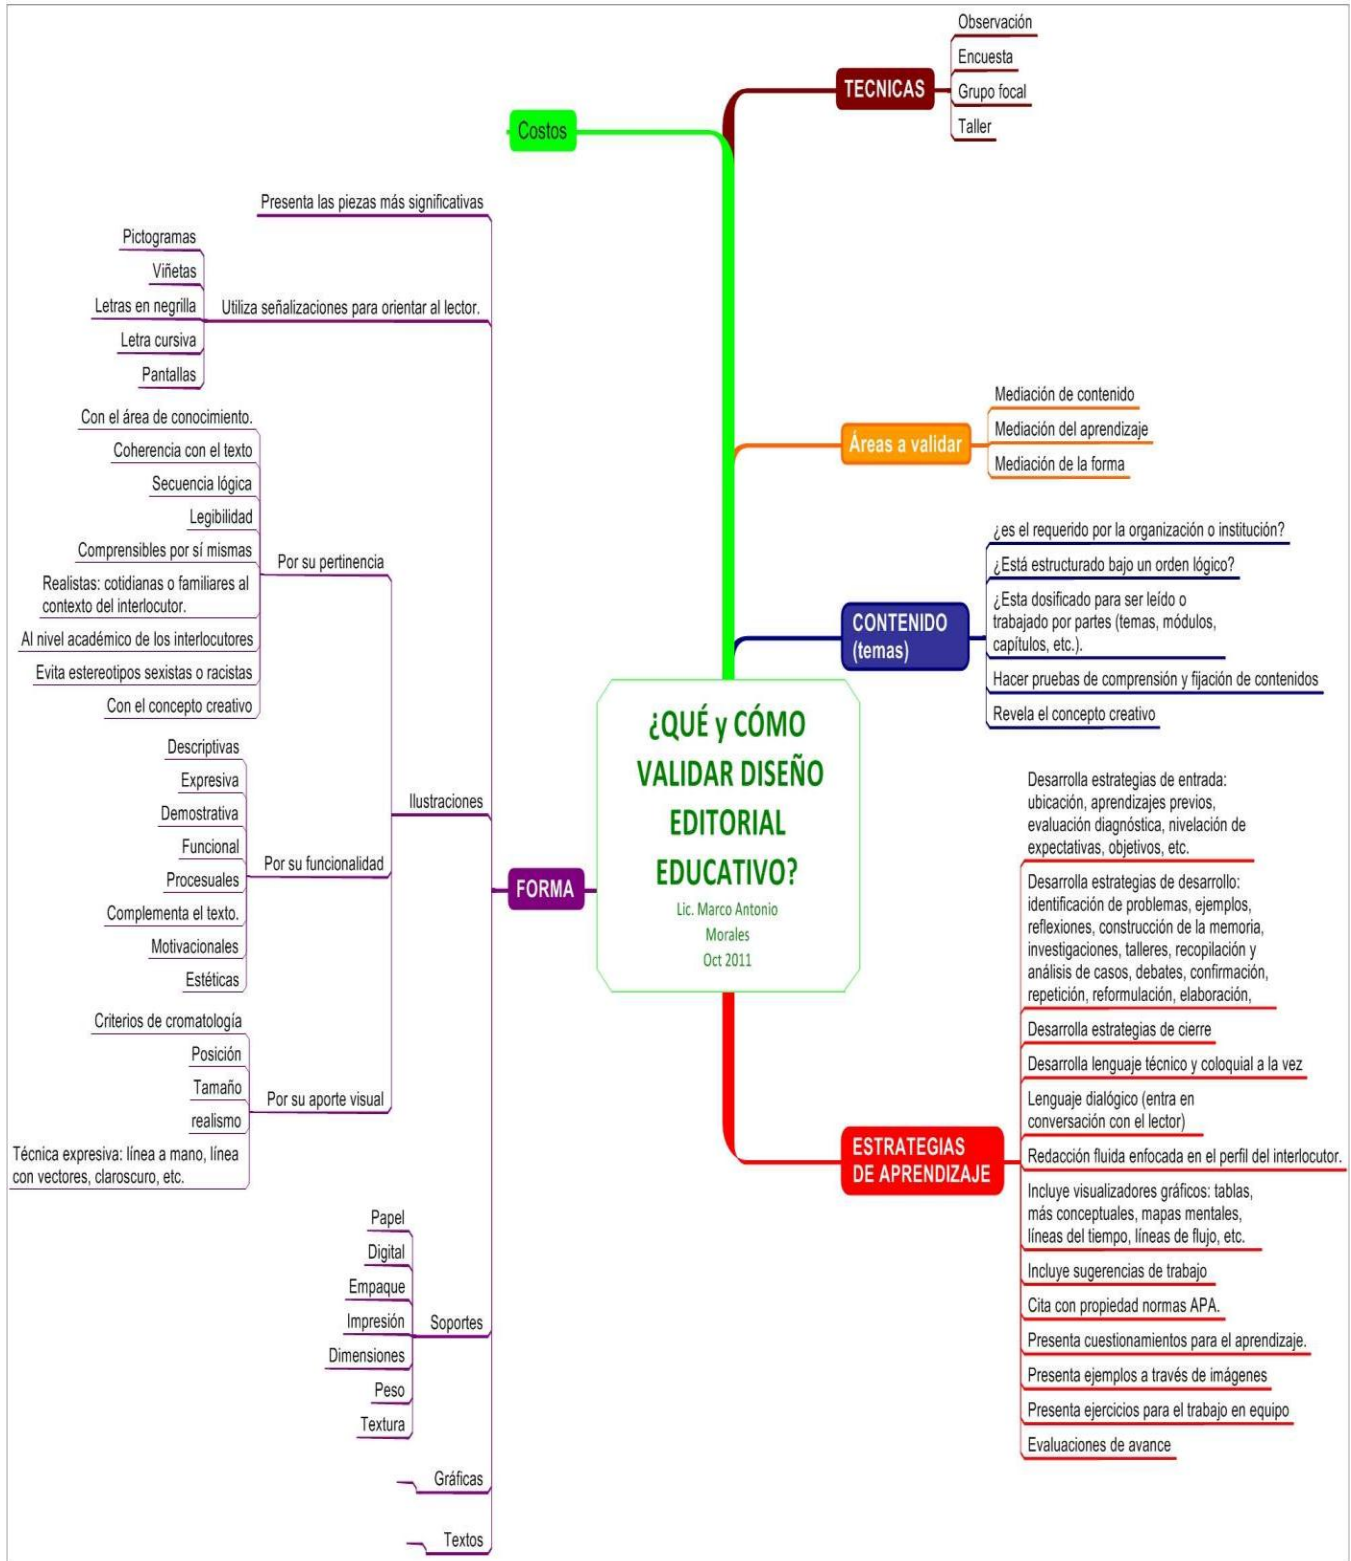 ¿QUÉ y CÓMO
VALIDAR DISEÑO
EDITORIAL
EDUCATIVO?
Lic. Marco Antonio
Morales
Oct 2011
TECNICAS
Observación
Encuesta
Grupo focal
Taller
Áreas a validar
Mediación de contenido
Mediación del aprendizaje
Mediación de la forma
CONTENIDO
(temas)
¿es el requerido por la organización o institución?
¿Está estructurado bajo un orden lógico?
¿Esta dosificado para ser leído o
trabajado por partes (temas, módulos,
capítulos, etc.).
Hacer pruebas de comprensión y fijación de contenidos
Revela el concepto creativo
ESTRATEGIAS
DE APRENDIZAJE
Desarrolla estrategias de entrada:
ubicación, aprendizajes previos,
evaluación diagnóstica, nivelación de
expectativas, objetivos, etc.
Desarrolla estrategias de desarrollo:
identificación de problemas, ejemplos,
reflexiones, construcción de la memoria,
investigaciones, talleres, recopilación y
análisis de casos, debates, confirmación,
repetición, reformulación, elaboración,
Desarrolla estrategias de cierre
Desarrolla lenguaje técnico y coloquial a la vez
Lenguaje dialógico (entra en
conversación con el lector)
Redacción fluida enfocada en el perfil del interlocutor.
Incluye visualizadores gráficos: tablas,
más conceptuales, mapas mentales,
líneas del tiempo, líneas de flujo, etc.
Incluye sugerencias de trabajo
Cita con propiedad normas APA.
Presenta cuestionamientos para el aprendizaje.
Presenta ejemplos a través de imágenes
Presenta ejercicios para el trabajo en equipo
Evaluaciones de avance
Costos
FORMA
Presenta las piezas más significativas
Utiliza señalizaciones para orientar al lector.
Pictogramas
Viñetas
Letras en negrilla
Letra cursiva
Pantallas
Ilustraciones
Por su pertinencia
Con el área de conocimiento.
Coherencia con el texto
Secuencia lógica
Legibilidad
Comprensibles por sí mismas
Realistas: cotidianas o familiares al
contexto del interlocutor.
Al nivel académico de los interlocutores
Evita estereotipos sexistas o racistas
Con el concepto creativo
Por su funcionalidad
Descriptivas
Expresiva
Demostrativa
Funcional
Procesuales
Complementa el texto.
Motivacionales
Estéticas
Por su aporte visual
Criterios de cromatología
Posición
Tamaño
realismo
Técnica expresiva: línea a mano, línea
con vectores, claroscuro, etc.
Soportes
Papel
Digital
Empaque
Impresión
Dimensiones
Peso
Textura
Gráficas
Textos